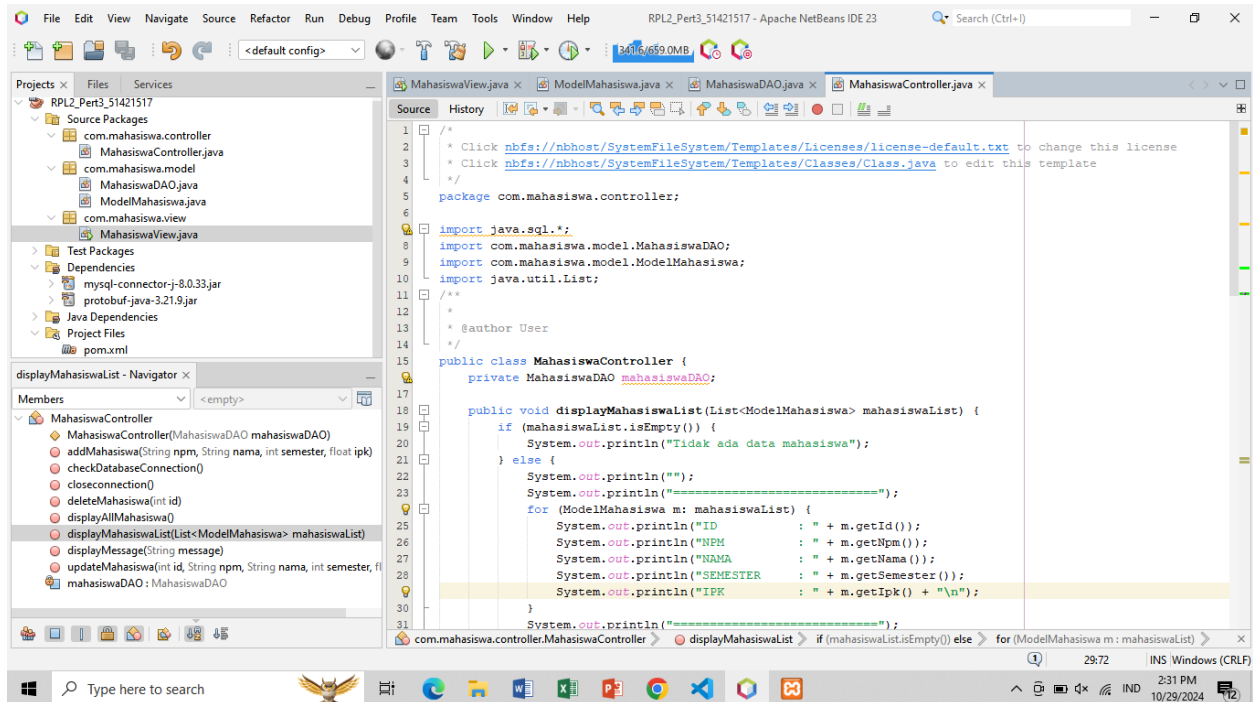 File Edit View Navigate Source Refactor Run Debug Profile Team Tools Window Help RPL2_Pert3_51421517 - Apache NetBeans IDE 23 Search (Ctrl+I)
<default config> 341.6/659.0MB
Projects Files Services
RPL2_Pert3_51421517
Source Packages
com.mahasiswa.controller
MahasiswaController.java
com.mahasiswa.model
MahasiswaDAO.java
ModelMahasiswa.java
com.mahasiswa.view
MahasiswaView.java
Test Packages
Dependencies
mysql-connector-j-8.0.33.jar
protobuf-java-3.21.9.jar
Java Dependencies
Project Files
pom.xml
displayMahasiswaList - Navigator
Members <empty>
MahasiswaController
MahasiswaController(MahasiswaDAO mahasiswaDAO)
addMahasiswa(String npm, String nama, int semester, float ipk)
checkDatabaseConnection()
closeconnection()
deleteMahasiswa(int id)
displayAllMahasiswa()
displayMahasiswaList(List<ModelMahasiswa> mahasiswaList)
displayMessage(String message)
updateMahasiswa(int id, String npm, String nama, int semester, fl
mahasiswaDAO : MahasiswaDAO
MahasiswaView.java ModelMahasiswa.java MahasiswaDAO.java MahasiswaController.java
Source History
1 /*
2 * Click nbfs://nbhost/SystemFileSystem/Templates/Licenses/license-default.txt to change this license
3 * Click nbfs://nbhost/SystemFileSystem/Templates/Classes/Class.java to edit this template
4 */
5 package com.mahasiswa.controller;
6
import java.sql.*;
8 import com.mahasiswa.model.MahasiswaDAO;
9 import com.mahasiswa.model.ModelMahasiswa;
10 import java.util.List;
11 /**
12 *
13 * @author User
14 */
15 public class MahasiswaController {
private MahasiswaDAO mahasiswaDAO;
17
18 public void displayMahasiswaList(List<ModelMahasiswa> mahasiswaList) {
19 if (mahasiswaList.isEmpty()) {
20 System.out.println("Tidak ada data mahasiswa");
21 } else {
22 System.out.println("");
23 System.out.println("============================");
for (ModelMahasiswa m: mahasiswaList) {
25 System.out.println("ID : " + m.getId());
26 System.out.println("NPM : " + m.getNpm());
27 System.out.println("NAMA : " + m.getNama());
28 System.out.println("SEMESTER : " + m.getSemester());
System.out.println("IPK : " + m.getIpk() + "\n");
30 }
31 System.out.println("============================");
com.mahasiswa.controller.MahasiswaController displayMahasiswaList if (mahasiswaList.isEmpty()) else for (ModelMahasiswa m : mahasiswaList)
1 29:72 INS Windows (CRLF)
Type here to search IND 2:31 PM
10/29/2024 12